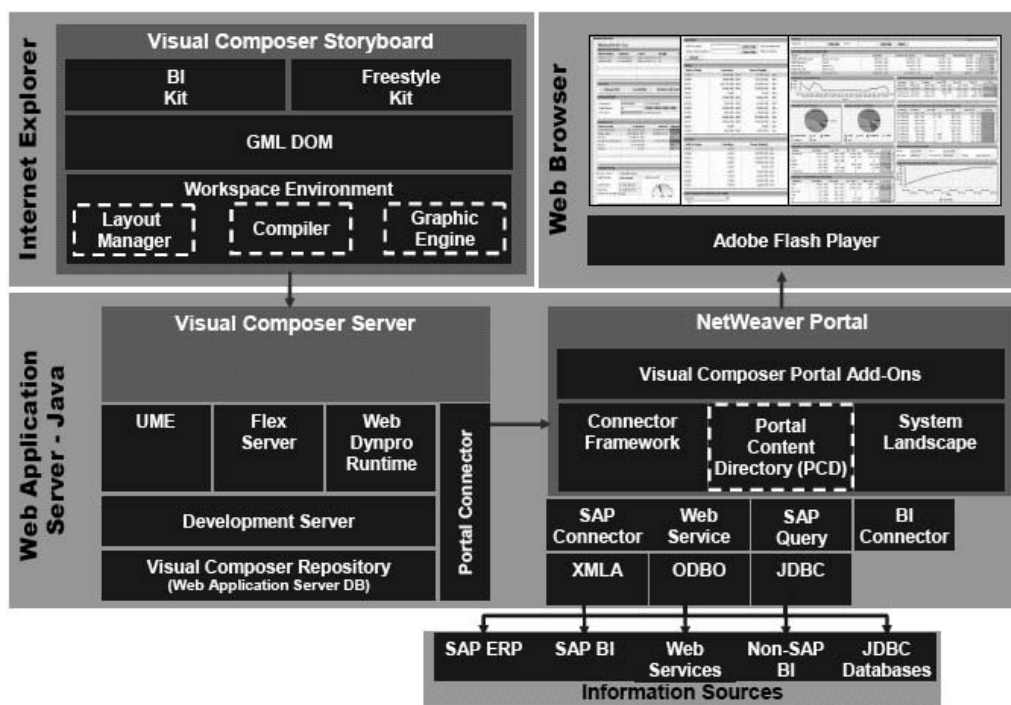 Internet Explorer
Visual Composer Storyboard
BI
Kit
Freestyle
Kit
GML DOM
Workspace Environment
Layout
Manager
Compiler
Graphic
Engine
Web Browser
Adobe Flash Player
Web Application
Server - Java
Visual Composer Server
UME
Flex
Server
Web
Dynpro
Runtime
Development Server
Visual Composer Repository
(Web Application Server DB)
Portal Connector
NetWeaver Portal
Visual Composer Portal Add-Ons
Connector
Framework
Portal
Content
Directory (PCD)
System
Landscape
SAP
Connector
Web
Service
SAP
Query
BI
Connector
XMLA
ODBO
JDBC
SAP ERP
SAP BI
Web
Services
Non-SAP
BI
JDBC
Databases
Information Sources